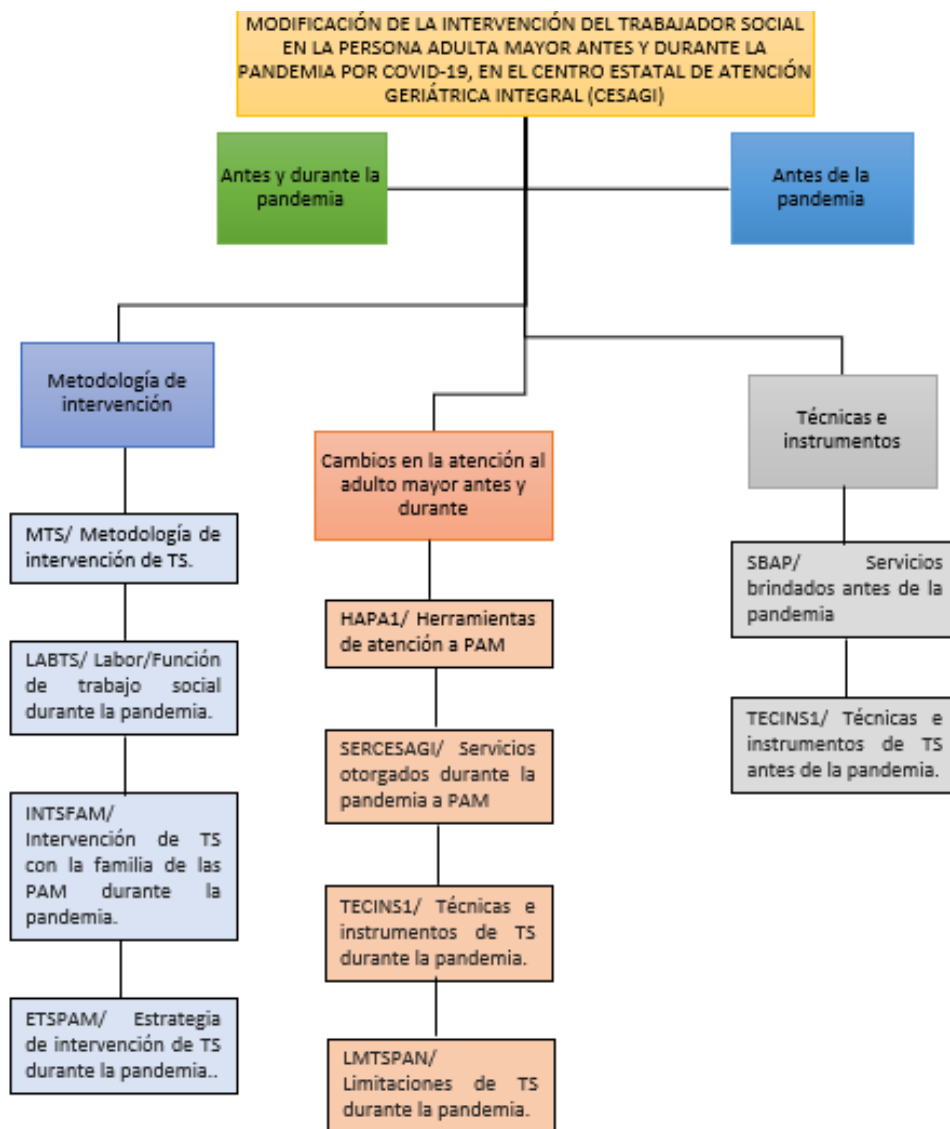 MODIFICACIÓN DE LA INTERVENCIÓN DEL TRABAJADOR SOCIAL
EN LA PERSONA ADULTA MAYOR ANTES Y DURANTE LA
PANDEMIA POR COVID-19, EN EL CENTRO ESTATAL DE ATENCIÓN
GERIÁTRICA INTEGRAL (CESAGI)
Antes y durante la
pandemia
Antes de la
pandemia
Metodología de
intervención
MTS/ Metodología de
intervención de TS.
LABTS/ Labor/Función
de trabajo social
durante la pandemia.
INTSFAM/
Intervención de TS
con la familia de las
PAM durante la
pandemia.
ETSPAM/ Estrategia
de intervención de TS
durante la pandemia..
Cambios en la atención al
adulto mayor antes y
durante
HAPA1/ Herramientas
de atención a PAM
SERCESAGI/ Servicios
otorgados durante la
pandemia a PAM
TECINS1/ Técnicas e
instrumentos de TS
durante la pandemia.
LMTSPAN/
Limitaciones de TS
durante la pandemia.
Técnicas e
instrumentos
SBAP/ Servicios
brindados antes de la
pandemia
TECINS1/ Técnicas e
instrumentos de TS
antes de la pandemia.